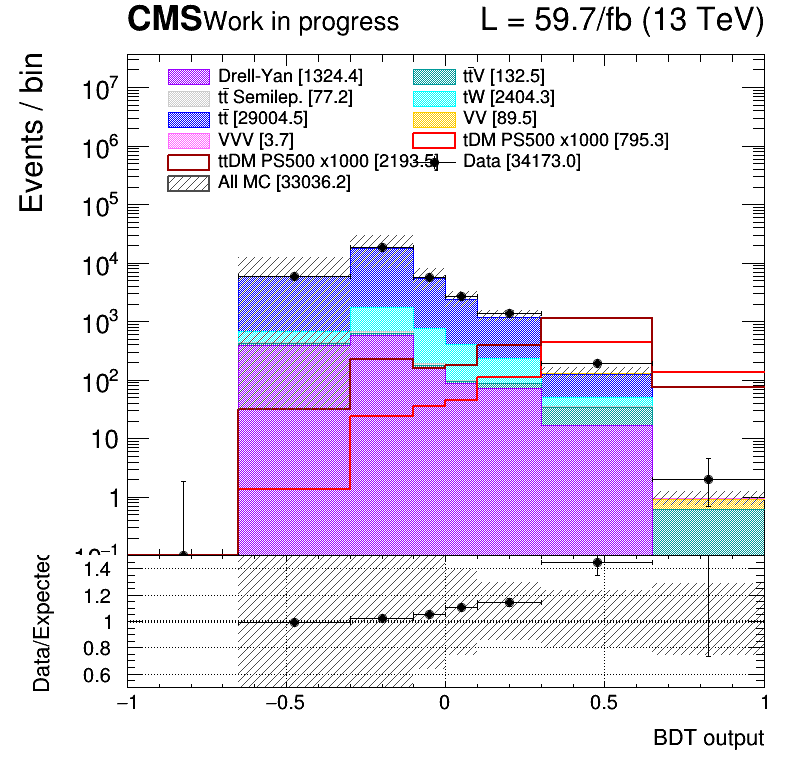 CMS Work in progress L = 59.7/fb (13 TeV)
Events / bin
Drell-Yan [1324.4] tt̄V [132.5]
tt̄ Semilep. [77.2] tW [2404.3]
tt̄ [29004.5] VV [89.5]
VVV [3.7] tDM PS500 x1000 [795.3]
ttDM PS500 x1000 [2193.5] Data [34173.0]
All MC [33036.2]
10⁷
10⁶
10⁵
10⁴
10³
10²
10
1
10⁻¹
Data/Expected
1.4
1.2
1
0.8
0.6
−1 −0.5 0 0.5 1
BDT output